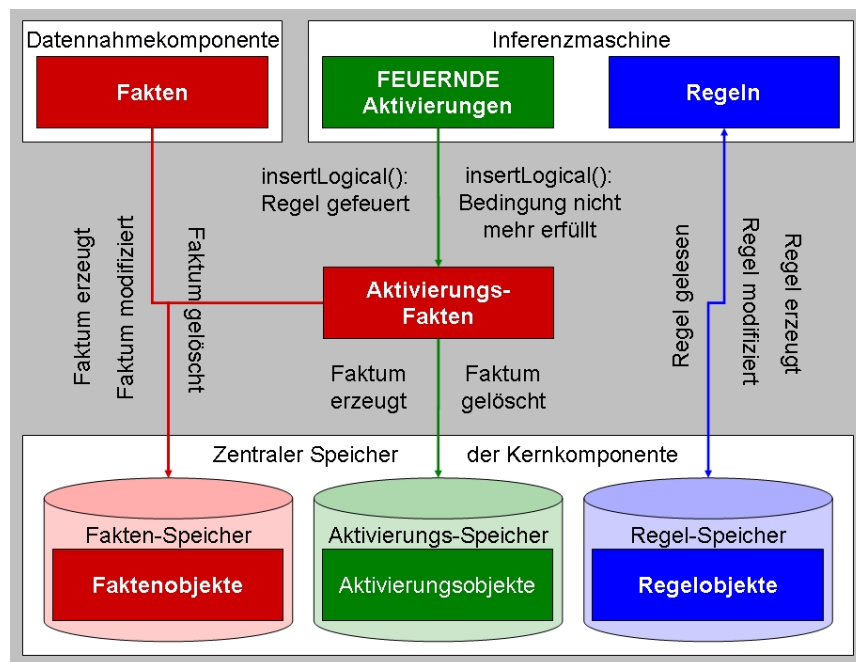 Datennahmekomponente
Inferenzmaschine
Fakten
FEUERNDE
Aktivierungen
Regeln
insertLogical():
Regel gefeuert
insertLogical():
Bedingung nicht
mehr erfüllt
Faktum erzeugt
Faktum modifiziert
Faktum gelöscht
Regel gelesen
Regel modifiziert
Regel erzeugt
Aktivierungs-
Fakten
Faktum
erzeugt
Faktum
gelöscht
Zentraler Speicher
der Kernkomponente
Fakten-Speicher
Aktivierungs-Speicher
Regel-Speicher
Faktenobjekte
Aktivierungsobjekte
Regelobjekte